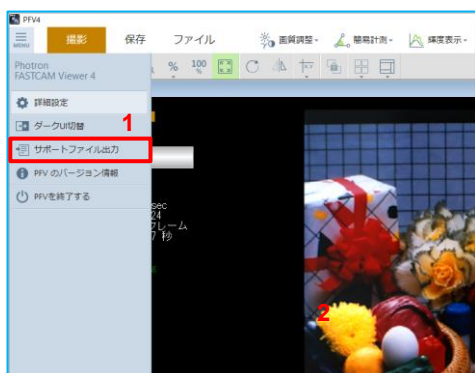 PFV4
MENU
撮影 保存 ファイル 画質調整 簡易計測 輝度表示
Photron
FASTCAM Viewer 4
% 100%
詳細設定
ダークUI切替
1
サポートファイル出力
PFV のバージョン情報
PFVを終了する
sec
24
フレーム
7 秒
2